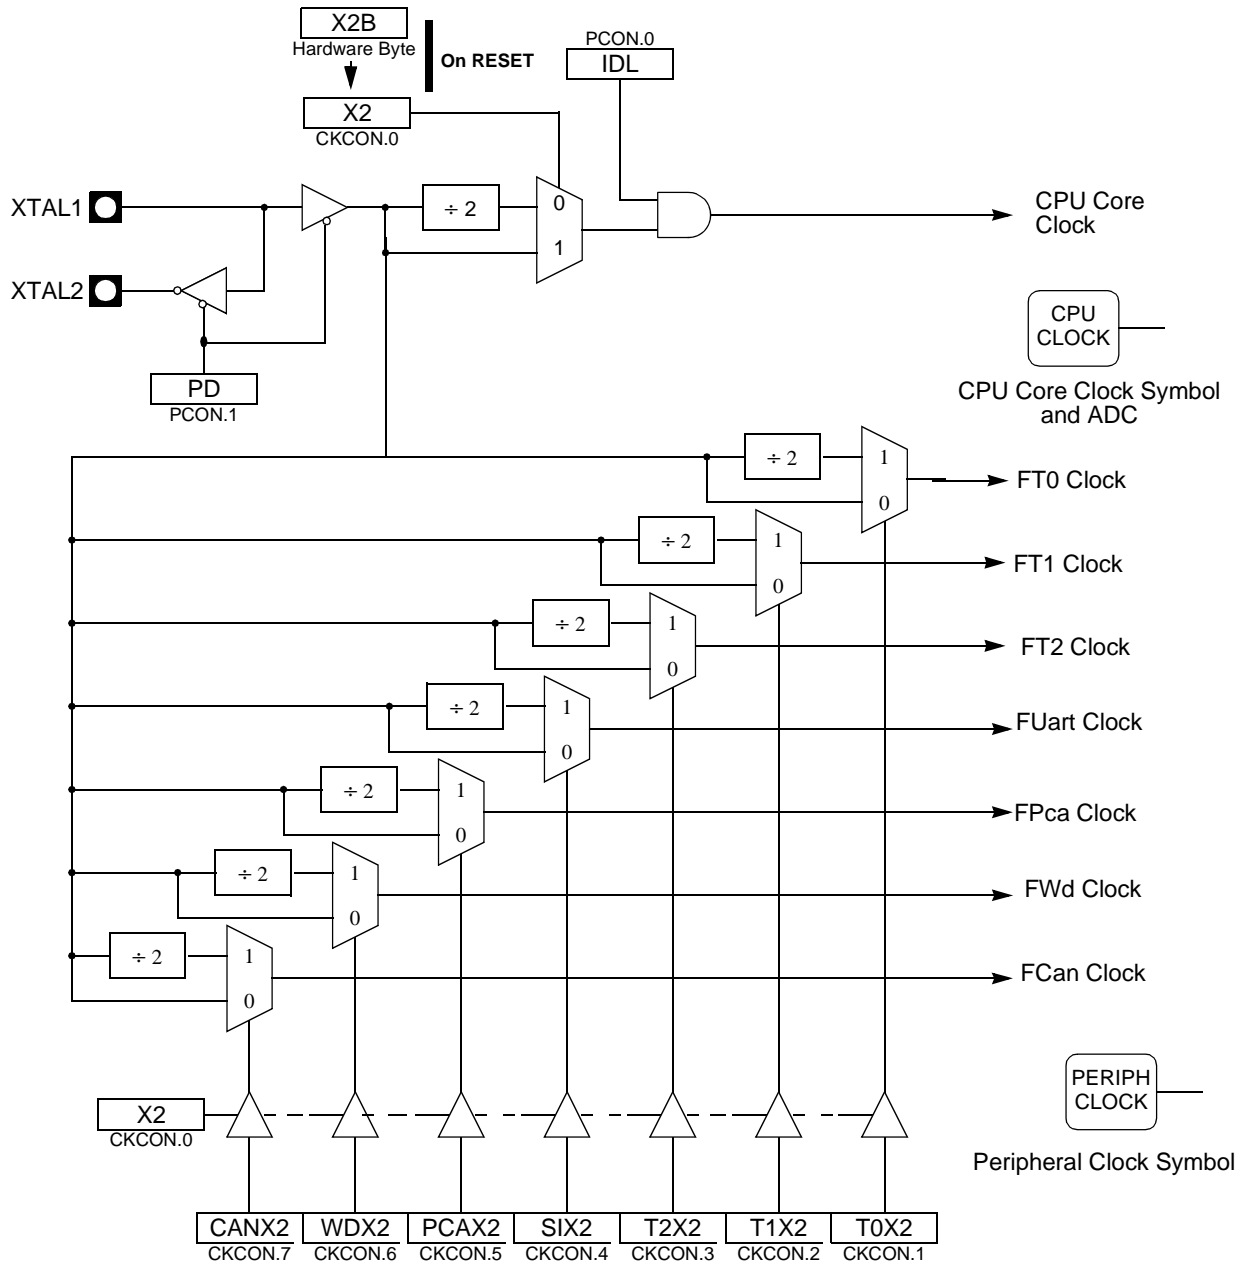 X2B
Hardware Byte
On RESET
PCON.0
IDL
X2
CKCON.0
XTAL1
÷ 2
0
1
CPU Core
Clock
XTAL2
PD
PCON.1
CPU
CLOCK
CPU Core Clock Symbol
and ADC
÷ 2
1
0
FT0 Clock
÷ 2
1
0
FT1 Clock
÷ 2
1
0
FT2 Clock
÷ 2
1
0
FUart Clock
÷ 2
1
0
FPca Clock
÷ 2
1
0
FWd Clock
÷ 2
1
0
FCan Clock
X2
CKCON.0
PERIPH
CLOCK
Peripheral Clock Symbol
CANX2
CKCON.7
WDX2
CKCON.6
PCAX2
CKCON.5
SIX2
CKCON.4
T2X2
CKCON.3
T1X2
CKCON.2
T0X2
CKCON.1